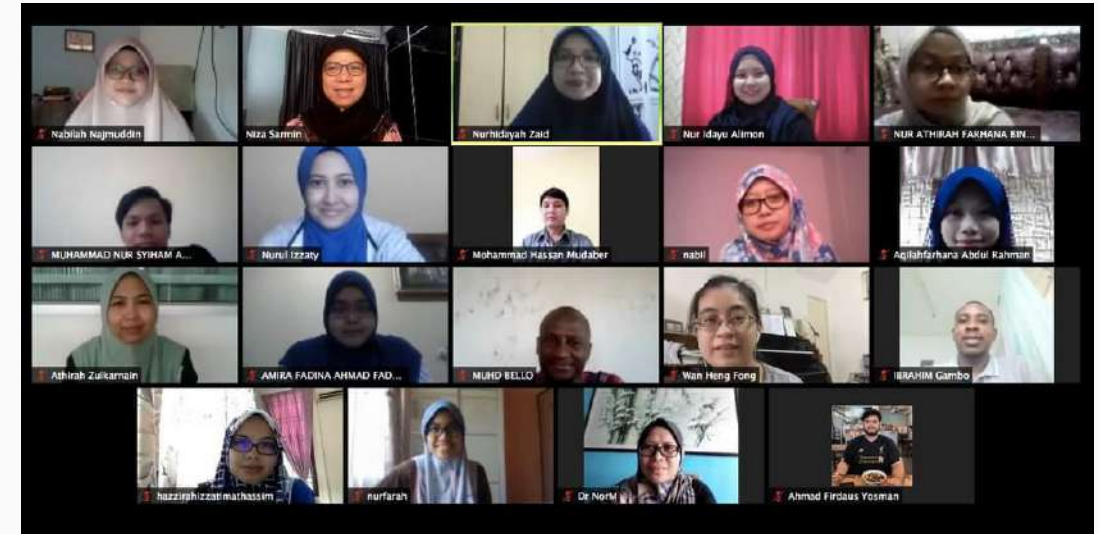 Nabilah Najmuddin
Niza Sarmin
Nurhidayah Zaid
Nur Idayu Alimon
NUR ATHIRAH FARHANA BIN...
MUHAMMAD NUR SYIHAM A...
Nurul Izzaty
Mohammad Hassan Mudaber
nabil
Aqilahfarhana Abdul Rahman
Athirah Zulkarnain
AMIRA FADINA AHMAD FAD...
MUHD BELLO
Wan Heng Fong
IBRAHIM Gambo
hazzirahizzatimathassim
nurfarah
Dr NorM
Ahmad Firdaus Yosman